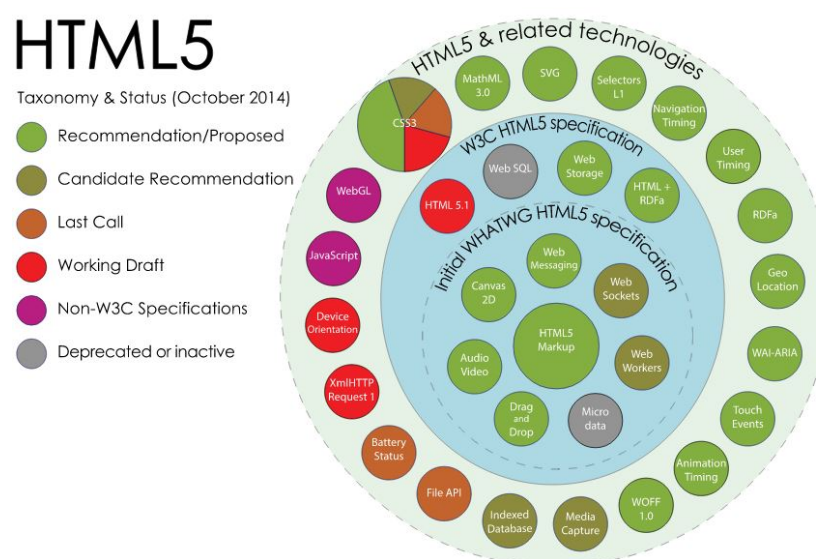 HTML5
Taxonomy & Status (October 2014)
Recommendation/Proposed
Candidate Recommendation
Last Call
Working Draft
Non-W3C Specifications
Deprecated or inactive
HTML5 & related technologies
CSS3
MathML
3.0
SVG
Selectors
L1
Navigation
Timing
User
Timing
RDFa
Geo
Location
WAI-ARIA
Touch
Events
Animation
Timing
WOFF
1.0
Media
Capture
Indexed
Database
File API
Battery
Status
XmlHTTP
Request 1
Device
Orientation
JavaScript
WebGL
W3C HTML5 specification
HTML 5.1
Web SQL
Web
Storage
HTML +
RDFa
Initial WHATWG HTML5 specification
Web
Messaging
Canvas
2D
Web
Sockets
HTML5
Markup
Audio
Video
Web
Workers
Drag
and
Drop
Micro
data